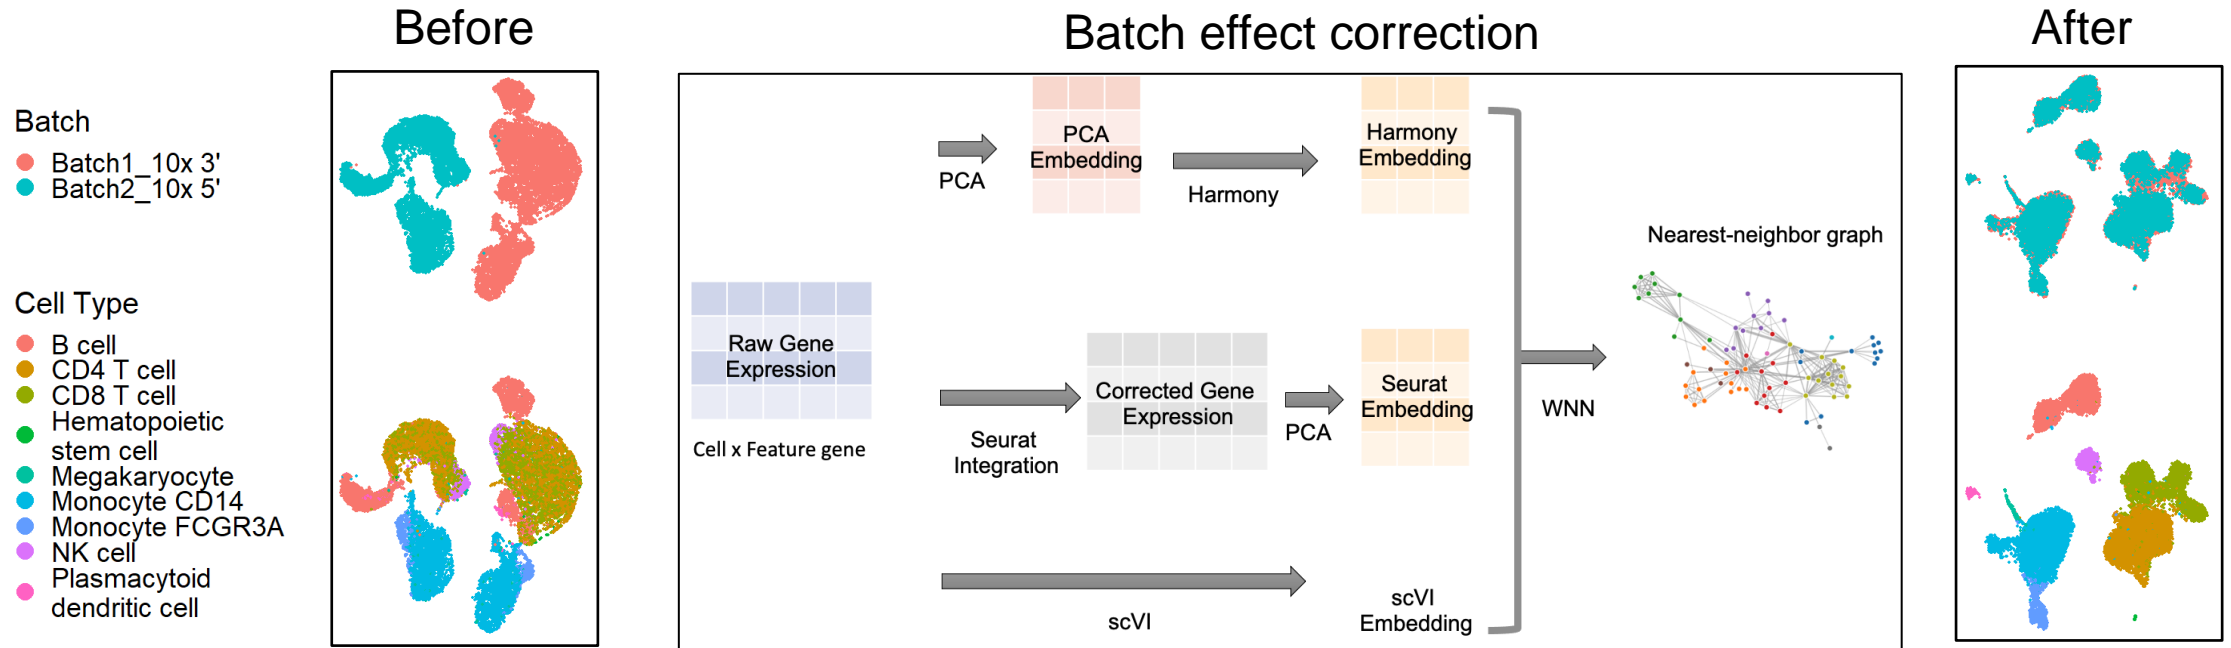 Before
Batch effect correction
After
Batch
Batch1_10x 3'
Batch2_10x 5'
Cell Type
B cell
CD4 T cell
CD8 T cell
Hematopoietic
stem cell
Megakaryocyte
Monocyte CD14
Monocyte FCGR3A
NK cell
Plasmacytoid
dendritic cell
Raw Gene
Expression
Cell x Feature gene
PCA
PCA
Embedding
Harmony
Harmony
Embedding
Seurat
Integration
Corrected Gene
Expression
PCA
Seurat
Embedding
scVI
scVI
Embedding
WNN
Nearest-neighbor graph